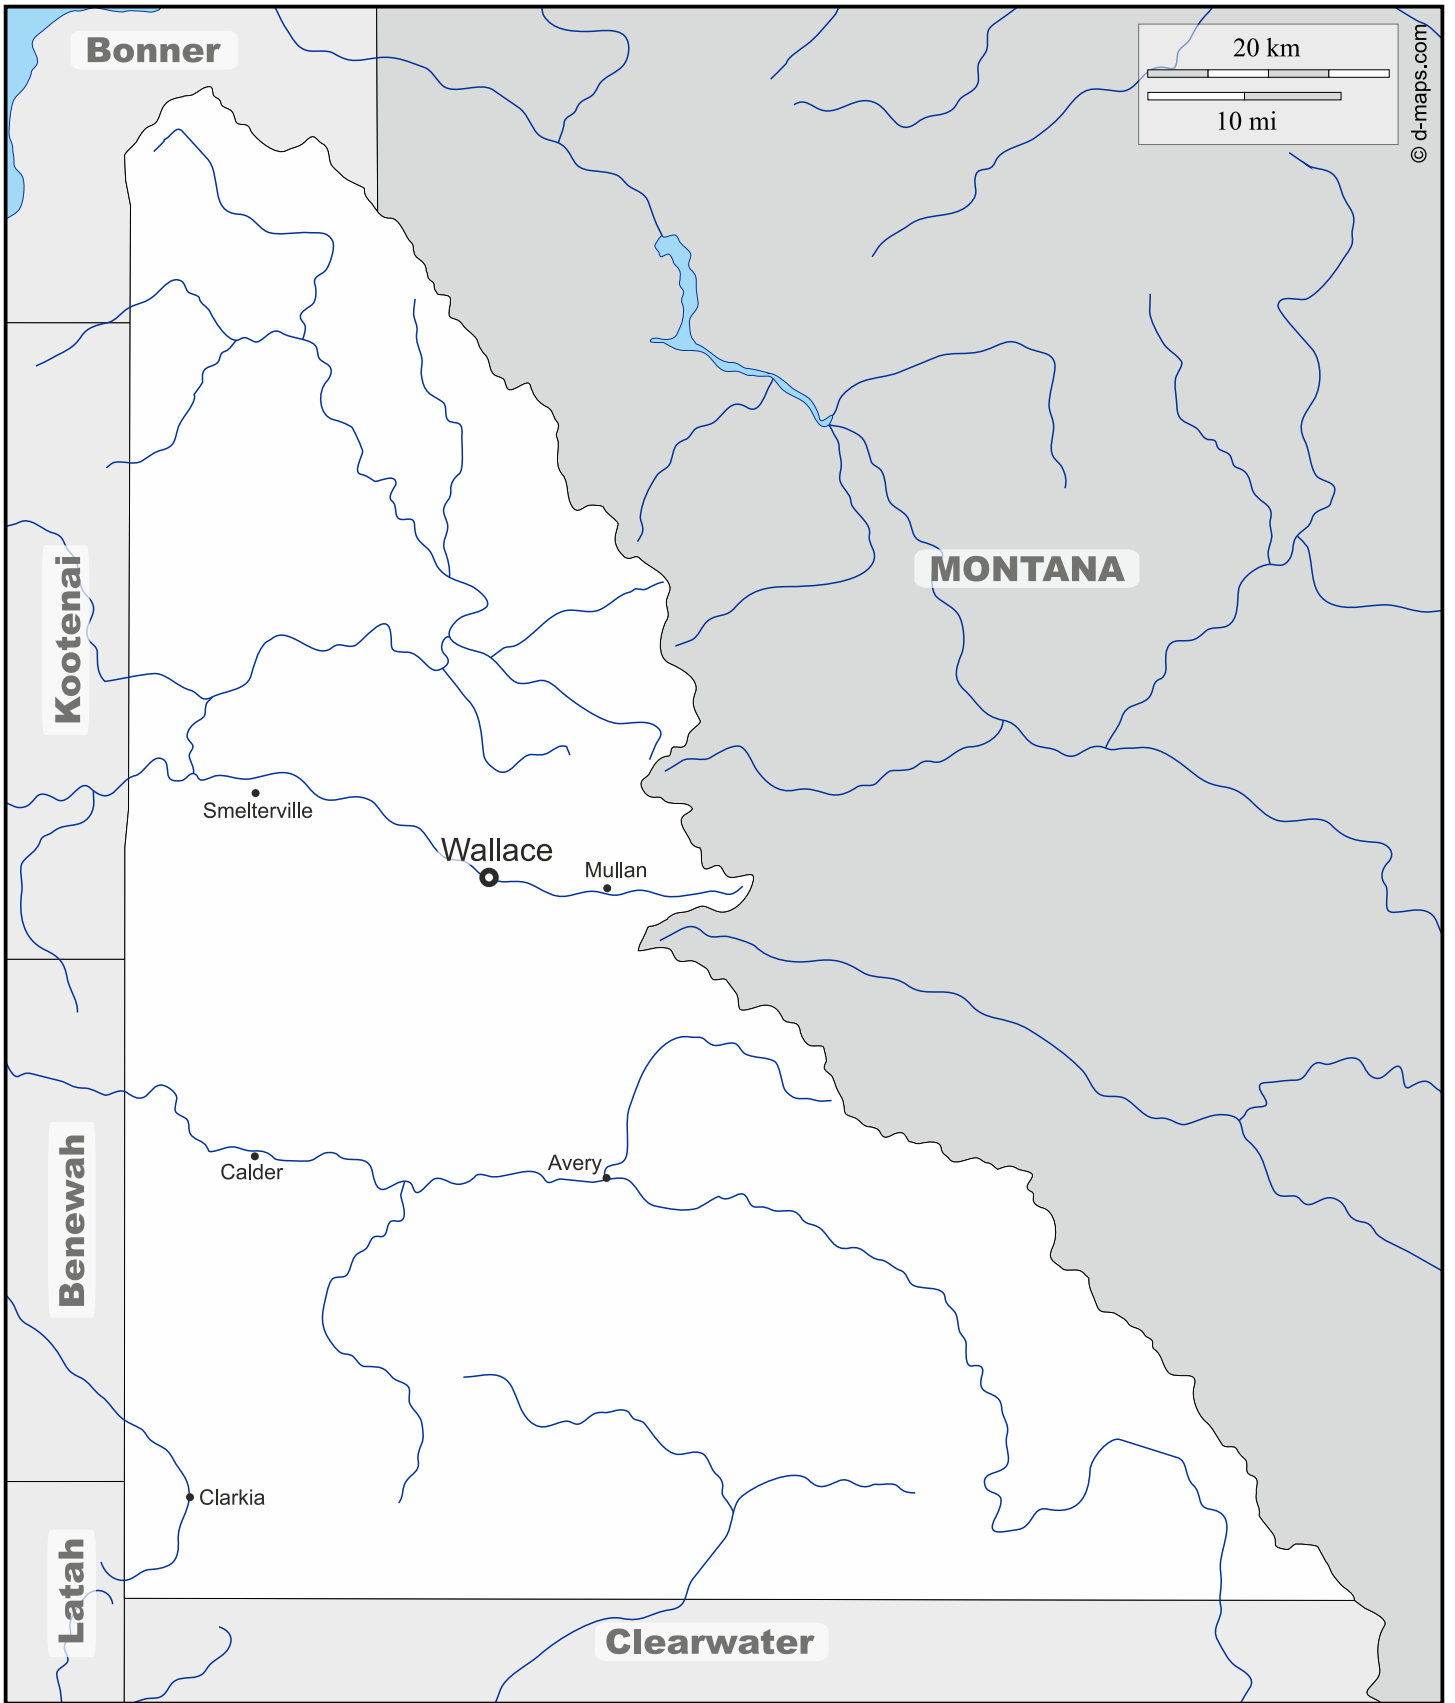 Bonner
20 km
10 mi
© d-maps.com
Kootenai
MONTANA
Smelterville
Wallace
Mullan
Benewah
Avery
Calder
Clarkia
Latah
Clearwater